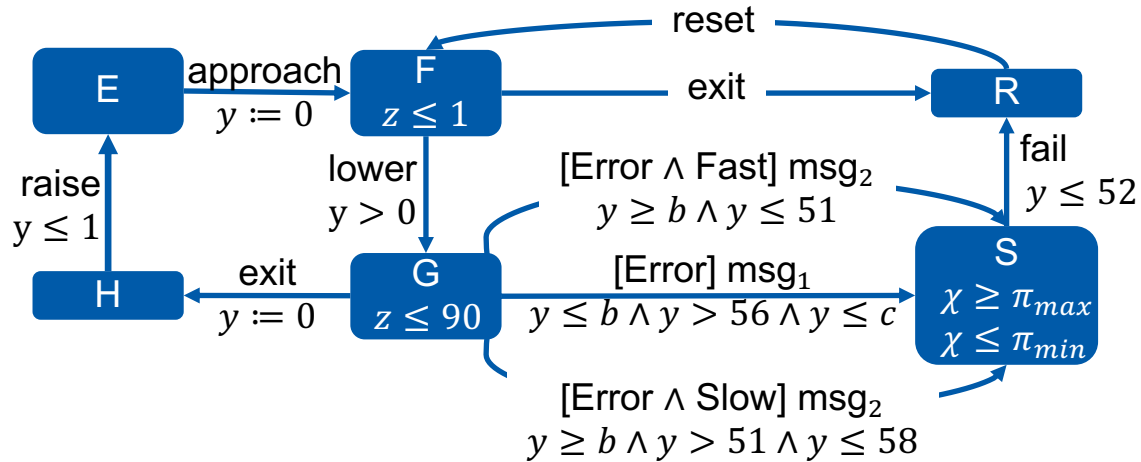 reset
E
approach
y := 0
F
z ≤ 1
exit
R
raise
y ≤ 1
lower
y > 0
[Error ∧ Fast] msg₂
y ≥ b ∧ y ≤ 51
fail
y ≤ 52
H
exit
y := 0
G
z ≤ 90
[Error] msg₁
y ≤ b ∧ y > 56 ∧ y ≤ c
S
χ ≥ π_max
χ ≤ π_min
[Error ∧ Slow] msg₂
y ≥ b ∧ y > 51 ∧ y ≤ 58